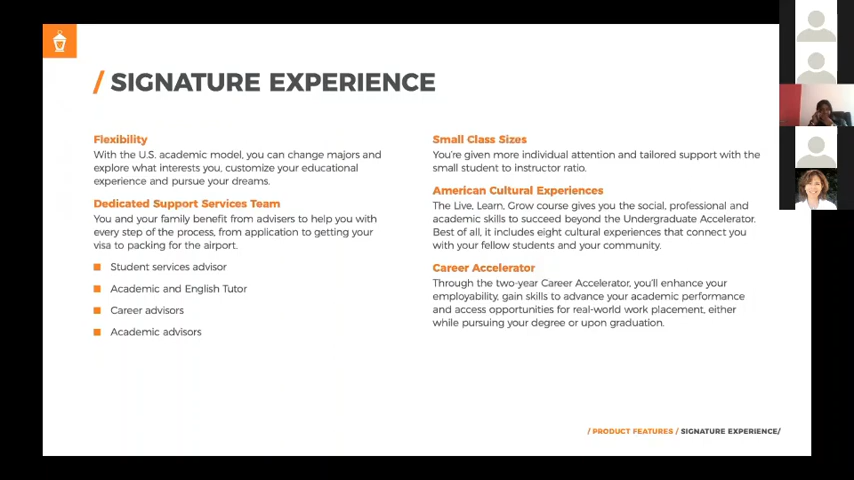 / SIGNATURE EXPERIENCE
Flexibility
With the U.S. academic model, you can change majors and
explore what interests you, customize your educational
experience and pursue your dreams.
Dedicated Support Services Team
You and your family benefit from advisers to help you with
every step of the process, from application to getting your
visa to packing for the airport.
Student services advisor
Academic and English Tutor
Career advisors
Academic advisors
Small Class Sizes
You're given more individual attention and tailored support with the
small student to instructor ratio.
American Cultural Experiences
The Live, Learn, Grow course gives you the social, professional and
academic skills to succeed beyond the Undergraduate Accelerator.
Best of all, it includes eight cultural experiences that connect you
with your fellow students and your community.
Career Accelerator
Through the two-year Career Accelerator, you'll enhance your
employability, gain skills to advance your academic performance
and access opportunities for real-world work placement, either
while pursuing your degree or upon graduation.
/ PRODUCT FEATURES / SIGNATURE EXPERIENCE/